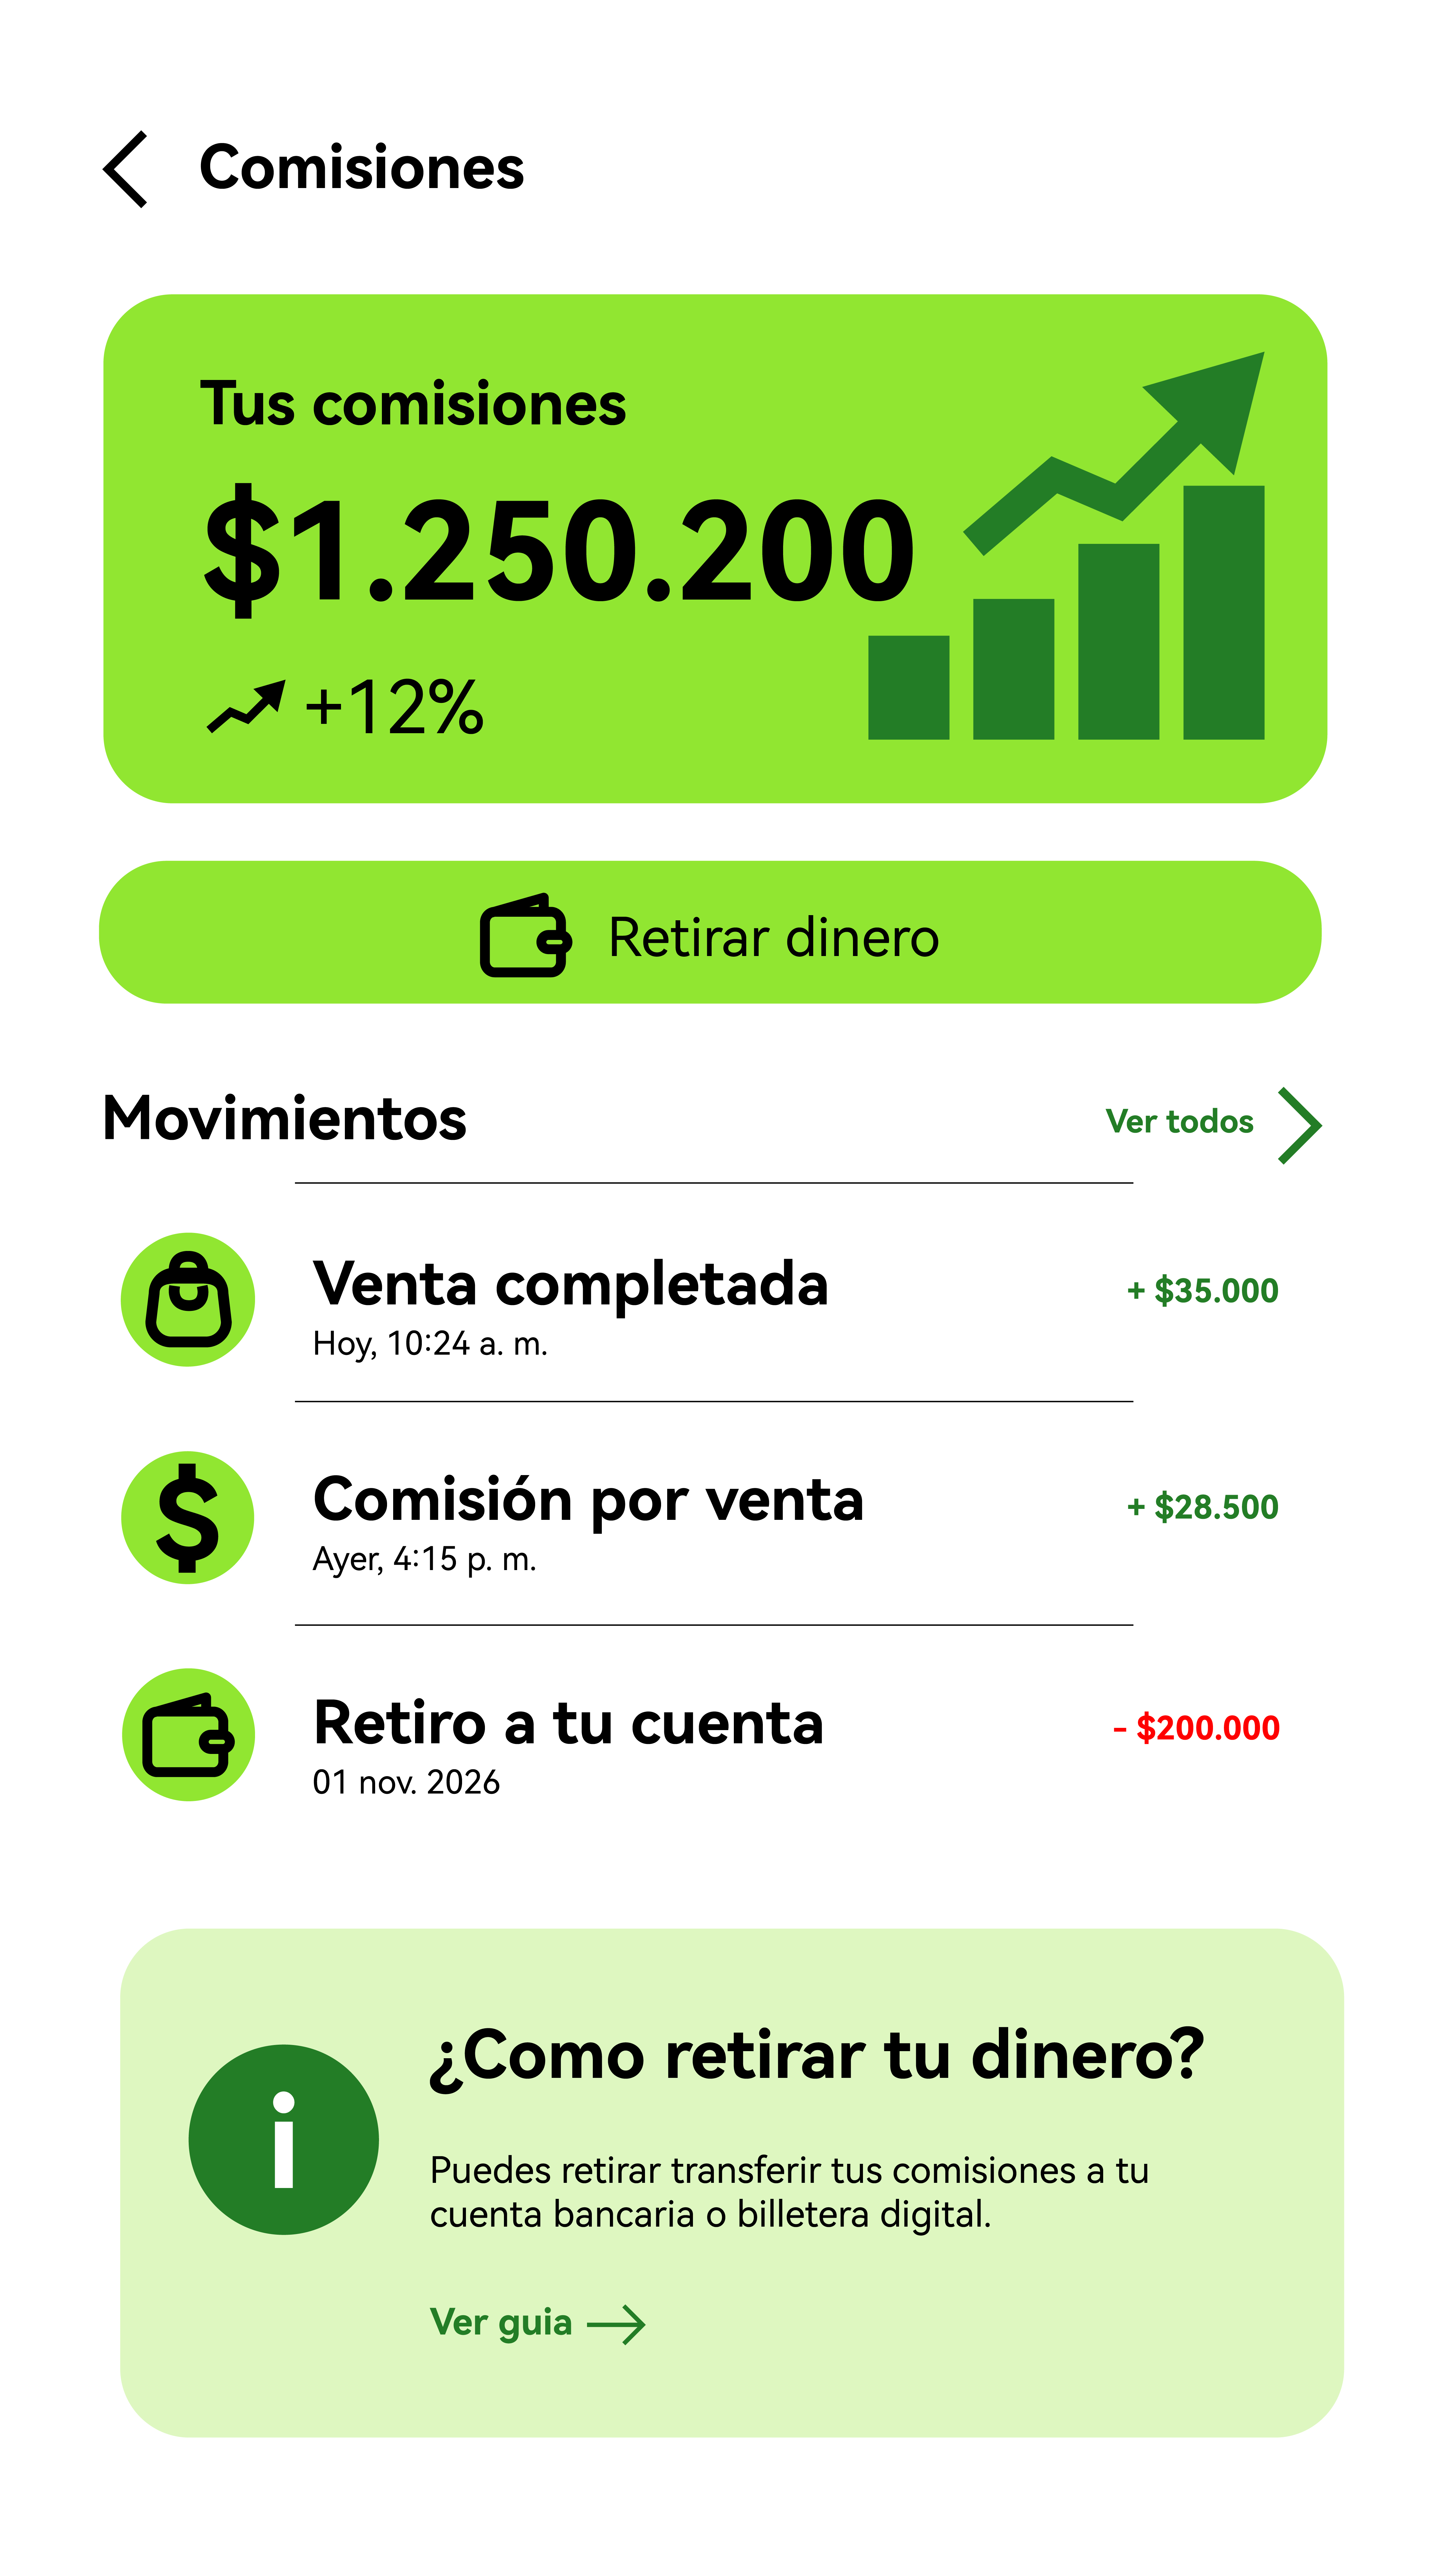 Comisiones
Tus comisiones
$1.250.200
+12%
Retirar dinero
Movimientos
Ver todos
Venta completada
+ $35.000
Hoy, 10:24 a. m.
Comisión por venta
+ $28.500
Ayer, 4:15 p. m.
Retiro a tu cuenta
- $200.000
01 nov. 2026
¿Como retirar tu dinero?
Puedes retirar transferir tus comisiones a tu
cuenta bancaria o billetera digital.
Ver guia